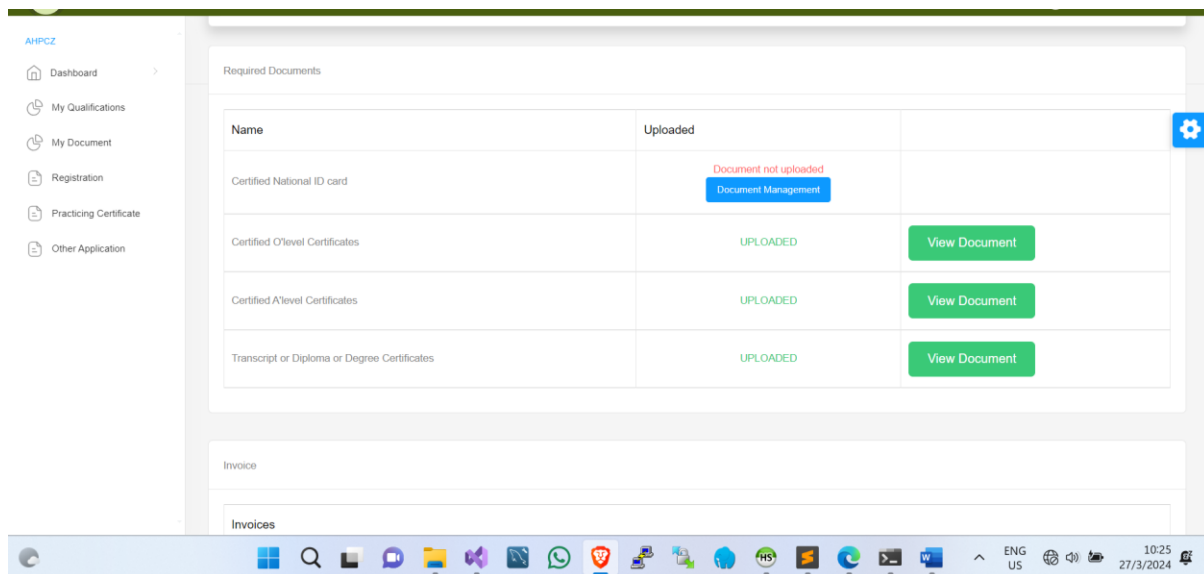 AHPCZ
Dashboard
My Qualifications
My Document
Registration
Practicing Certificate
Other Application
Required Documents
Name Uploaded
Certified National ID card Document not uploaded
Document Management
Certified O'level Certificates UPLOADED View Document
Certified A'level Certificates UPLOADED View Document
Transcript or Diploma or Degree Certificates UPLOADED View Document
Invoice
Invoices
HS
S
W
ENG
US
10:25
27/3/2024